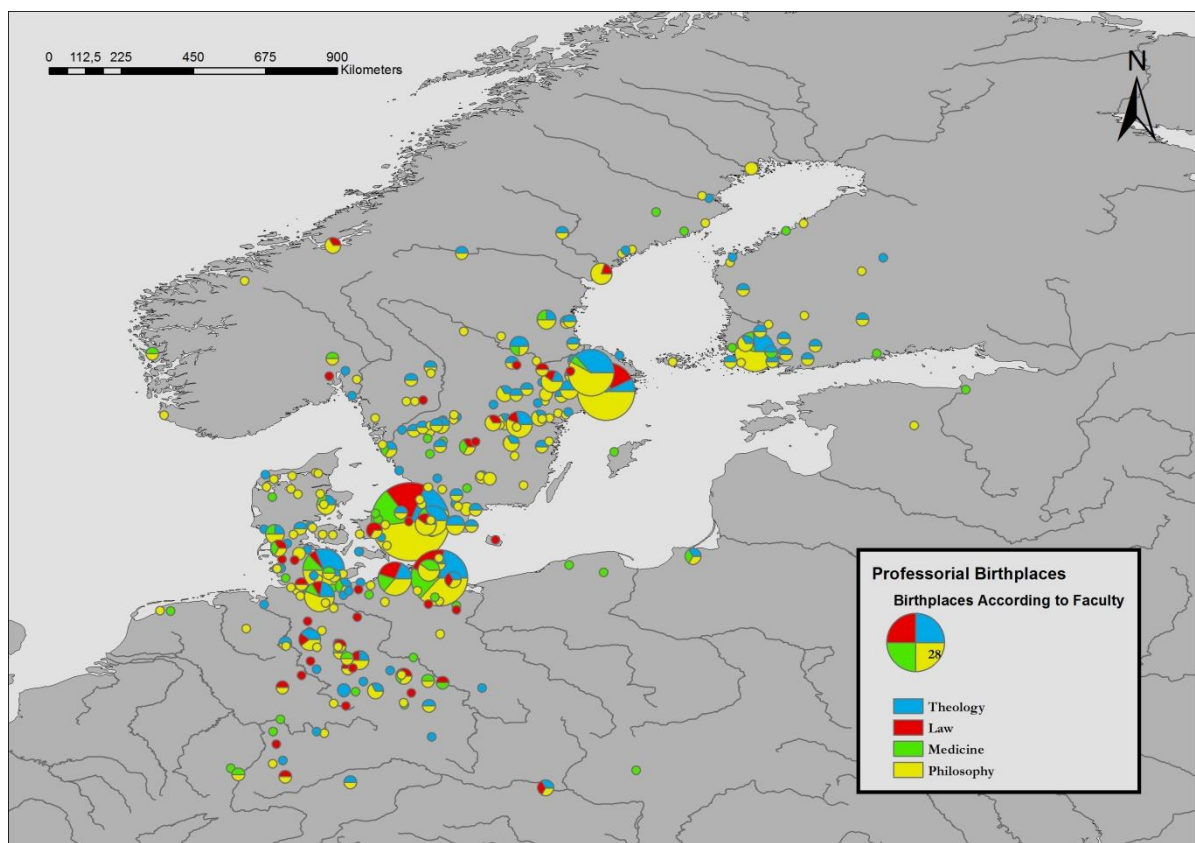 0 112,5 225 450 675 900
Kilometers
N
Professorial Birthplaces
Birthplaces According to Faculty
28
Theology
Law
Medicine
Philosophy